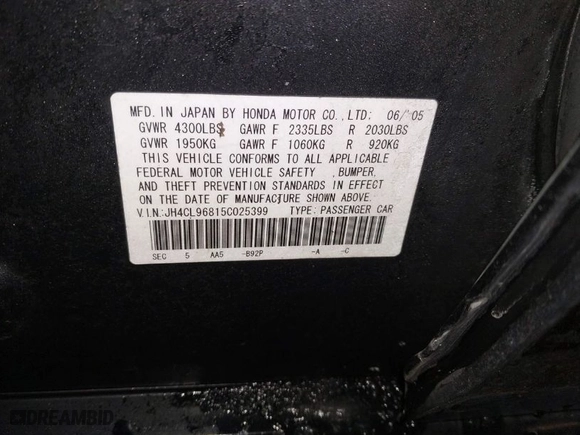 MFD. IN JAPAN BY HONDA MOTOR CO., LTD: 06/'05
GVWR 4300LBS GAWR F 2335LBS R 2030LBS
GVWR 1950KG GAWR F 1060KG R 920KG
THIS VEHICLE CONFORMS TO ALL APPLICABLE
FEDERAL MOTOR VEHICLE SAFETY ,BUMPER,
AND THEFT PREVENTION STANDARDS IN EFFECT
ON THE DATE OF MANUFACTURE SHOWN ABOVE.
V.I.N.:JH4CL96815C025399 TYPE: PASSENGER CAR
SEC 5 AA5 -B92P -A -C
DREAMBID